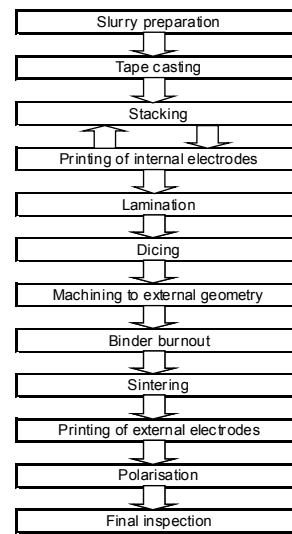 Slurry preparation
Tape casting
Stacking
Printing of internal electrodes
Lamination
Dicing
Machining to external geometry
Binder burnout
Sintering
Printing of external electrodes
Polarisation
Final inspection